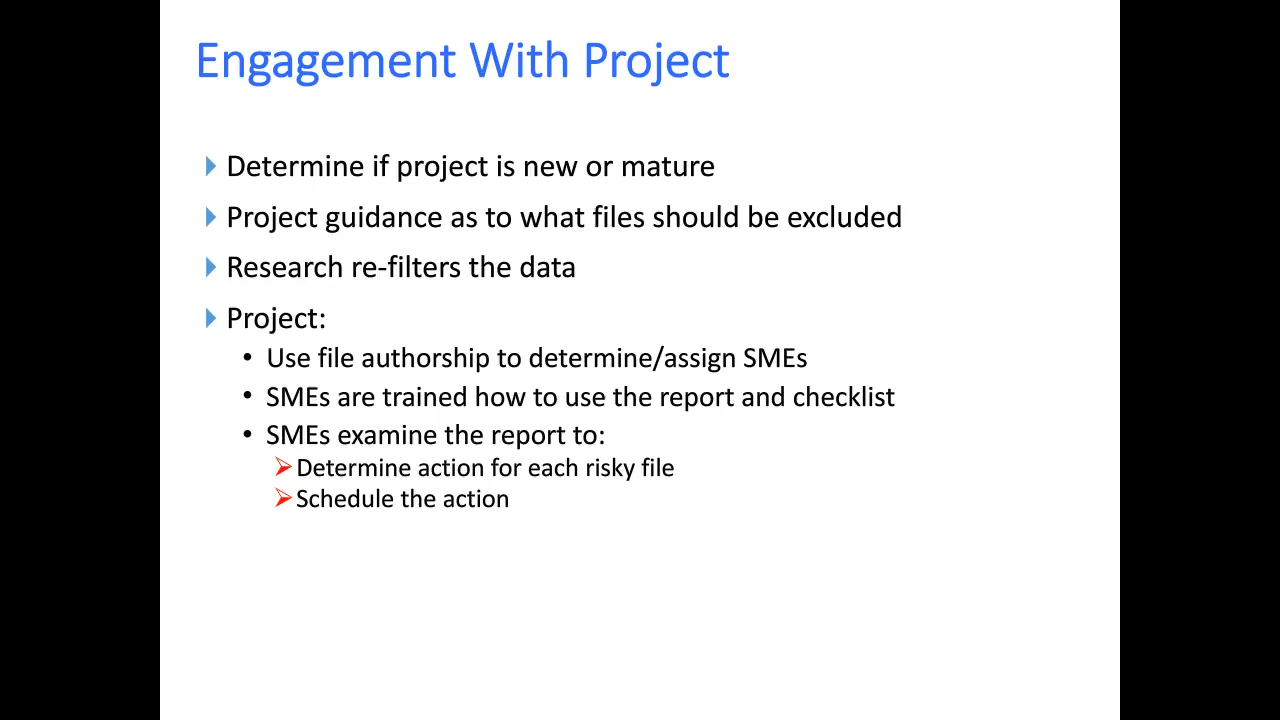 Engagement With Project
Determine if project is new or mature
Project guidance as to what files should be excluded
Research re-filters the data
Project:
• Use file authorship to determine/assign SMEs
• SMEs are trained how to use the report and checklist
• SMEs examine the report to:
Determine action for each risky file
Schedule the action